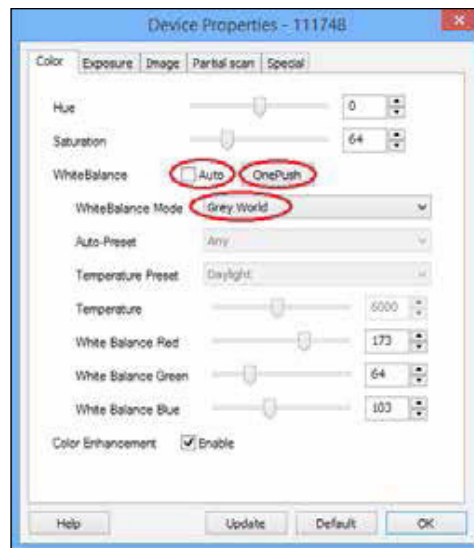 Device Properties - 111748
Color Exposure Image Partial scan Special
Hue 0
Saturation 64
WhiteBalance Auto OnePush
WhiteBalance Mode Grey World
Auto-Preset Any
Temperature Preset Daylight
Temperature 6000
White Balance Red 173
White Balance Green 64
White Balance Blue 103
Color Enhancement Enable
Help Update Default OK